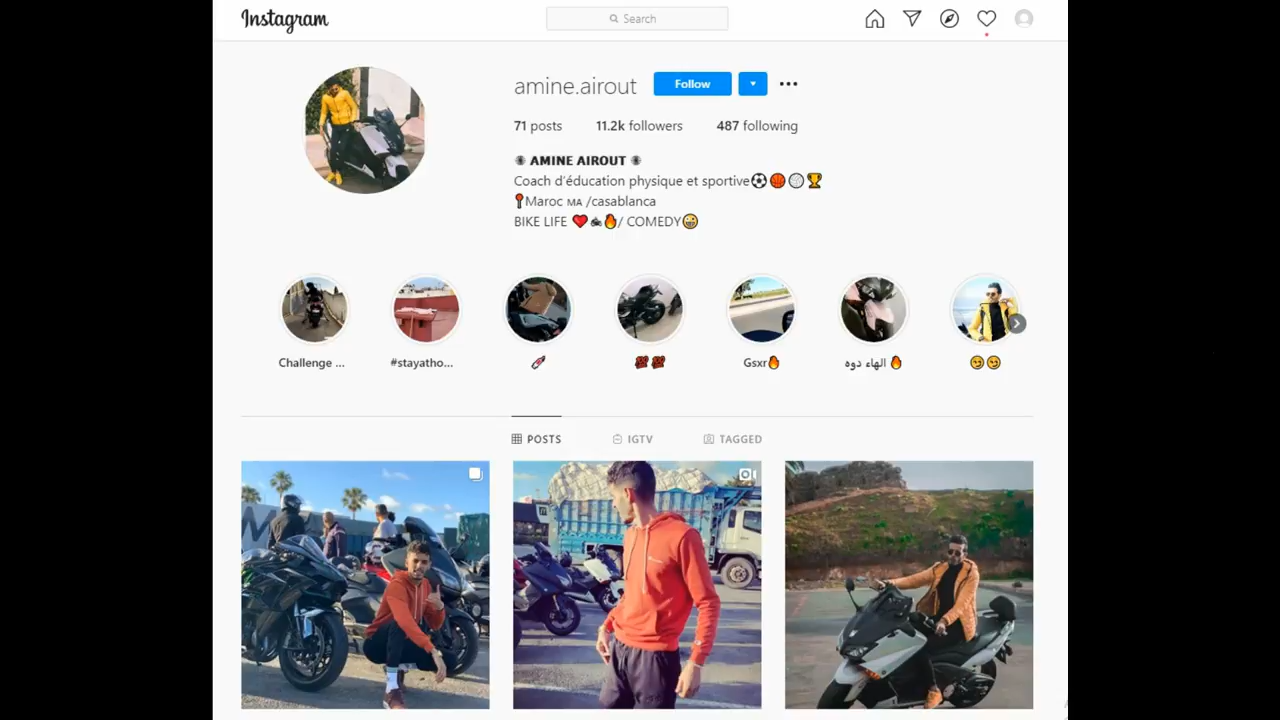 Instagram
Search
amine.airout Follow
71 posts 11.2k followers 487 following
🕷 AMINE AIROUT 🕷
Coach d'éducation physique et sportive⚽🏀🏐🏆
📍Maroc MA /casablanca
BIKE LIFE ❤️🏍🔥/ COMEDY😀
Challenge ... #stayatho... 💉 💯 💯 Gsxr🔥 الهاء دوه 🔥 😏😏
POSTS IGTV TAGGED